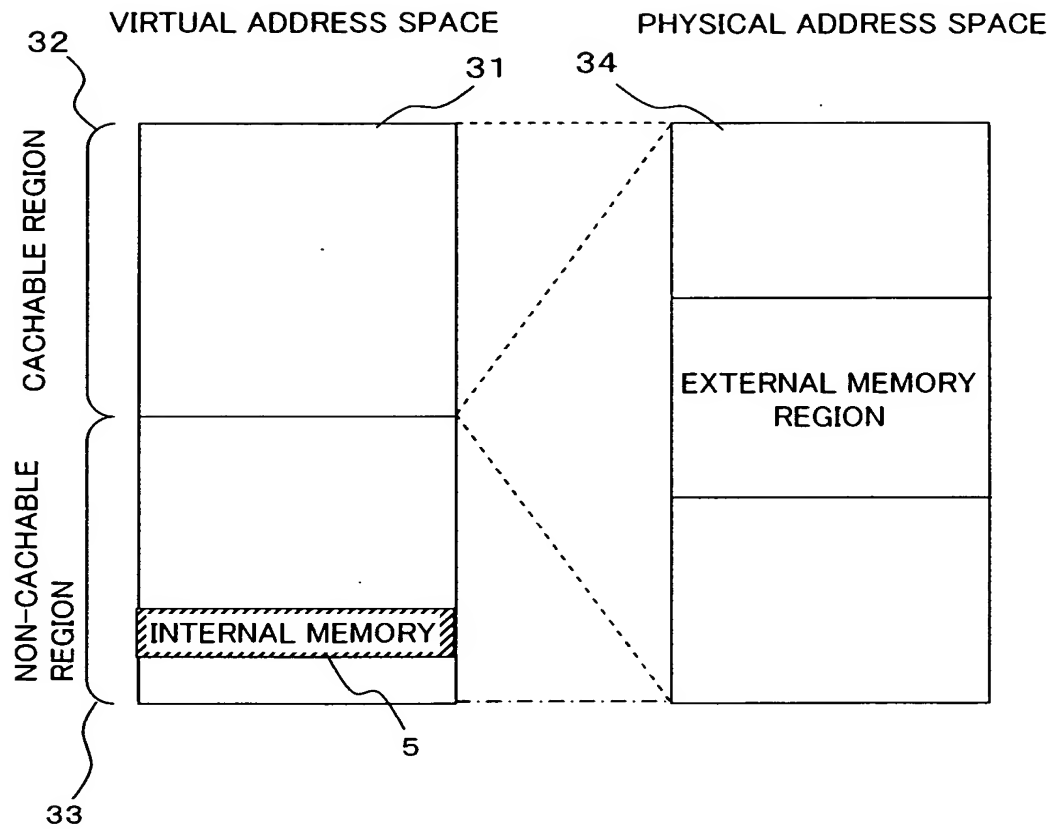 VIRTUAL ADDRESS SPACE
PHYSICAL ADDRESS SPACE
32
31
34
CACHABLE REGION
EXTERNAL MEMORY
REGION
NON-CACHABLE
REGION
INTERNAL MEMORY
5
33